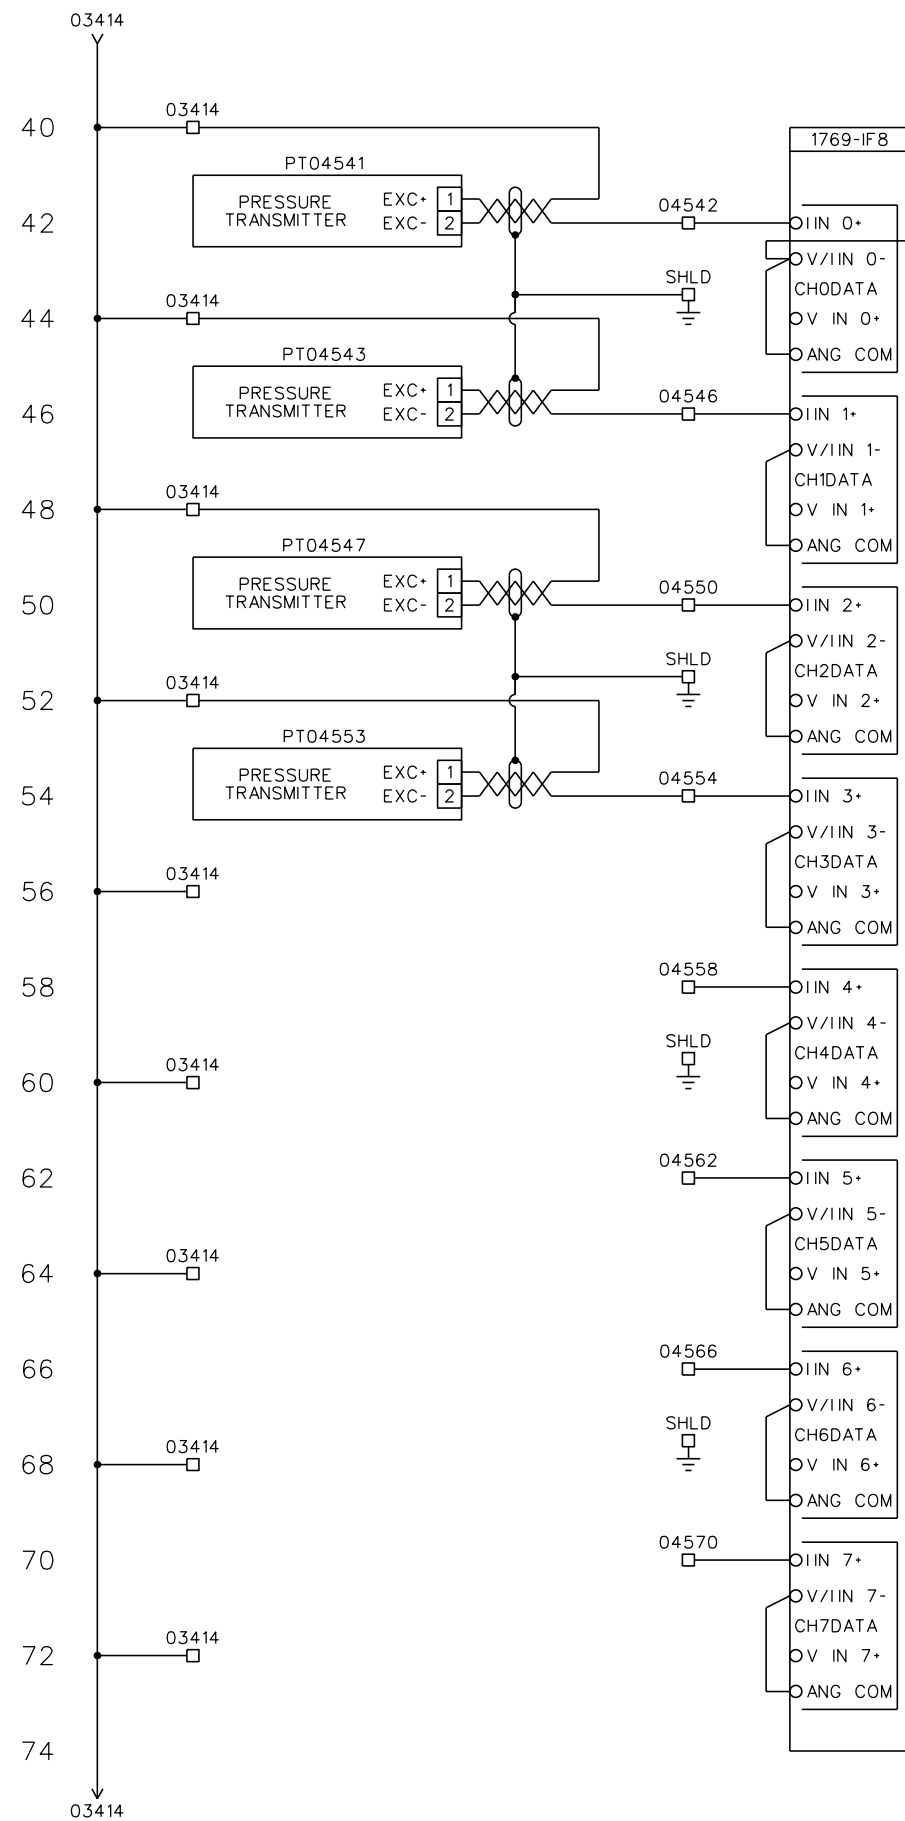 03414
40
03414
1769-IF8
PT04541
PRESSURE
TRANSMITTER
EXC+ 1
EXC- 2
42
04542
IIN 0+
V/IIN 0-
CH0DATA
V IN 0+
ANG COM
SHLD
44
03414
PT04543
PRESSURE
TRANSMITTER
EXC+ 1
EXC- 2
46
04546
IIN 1+
V/IIN 1-
CH1DATA
V IN 1+
ANG COM
48
03414
PT04547
PRESSURE
TRANSMITTER
EXC+ 1
EXC- 2
50
04550
IIN 2+
V/IIN 2-
CH2DATA
V IN 2+
ANG COM
SHLD
52
03414
PT04553
PRESSURE
TRANSMITTER
EXC+ 1
EXC- 2
54
04554
IIN 3+
V/IIN 3-
CH3DATA
V IN 3+
ANG COM
56
03414
58
04558
IIN 4+
V/IIN 4-
CH4DATA
V IN 4+
ANG COM
SHLD
60
03414
62
04562
IIN 5+
V/IIN 5-
CH5DATA
V IN 5+
ANG COM
64
03414
66
04566
IIN 6+
V/IIN 6-
CH6DATA
V IN 6+
ANG COM
SHLD
68
03414
70
04570
IIN 7+
V/IIN 7-
CH7DATA
V IN 7+
ANG COM
72
03414
74
03414